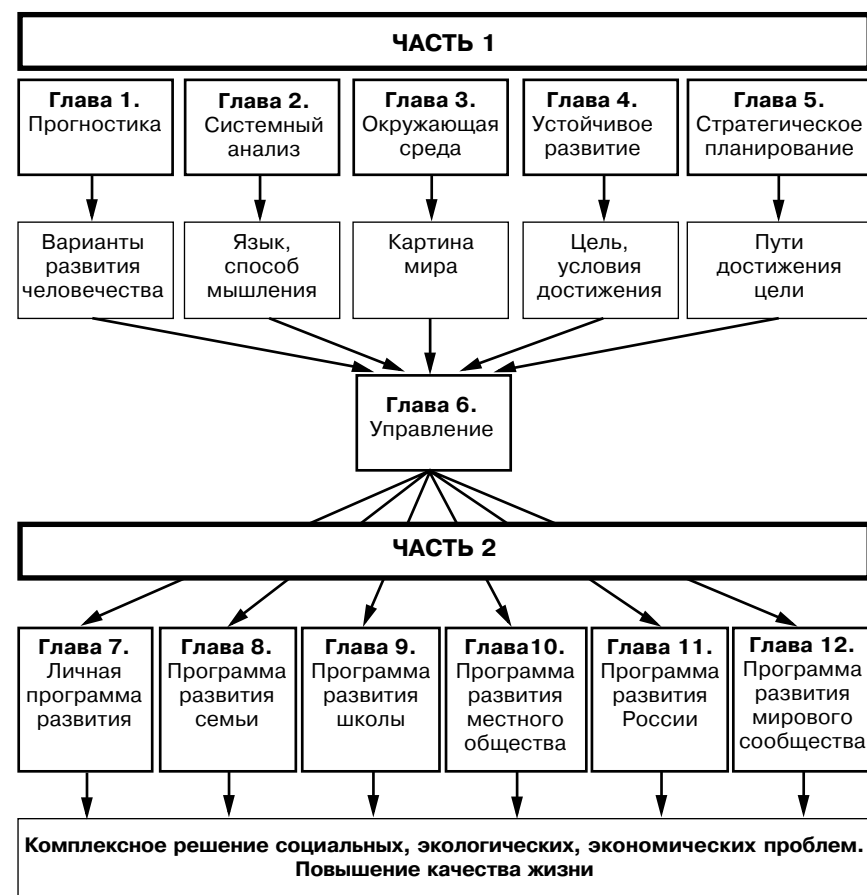 ЧАСТЬ 1
Глава 1.
Прогностика
Глава 2.
Системный
анализ
Глава 3.
Окружающая
среда
Глава 4.
Устойчивое
развитие
Глава 5.
Стратегическое
планирование
Варианты
развития
человечества
Язык,
способ
мышления
Картина
мира
Цель,
условия
достижения
Пути
достижения
цели
Глава 6.
Управление
ЧАСТЬ 2
Глава 7.
Личная
программа
развития
Глава 8.
Программа
развития
семьи
Глава 9.
Программа
развития
школы
Глава10.
Программа
развития
местного
общества
Глава 11.
Программа
развития
России
Глава 12.
Программа
развития
мирового
сообщества
Комплексное решение социальных, экологических, экономических проблем.
Повышение качества жизни